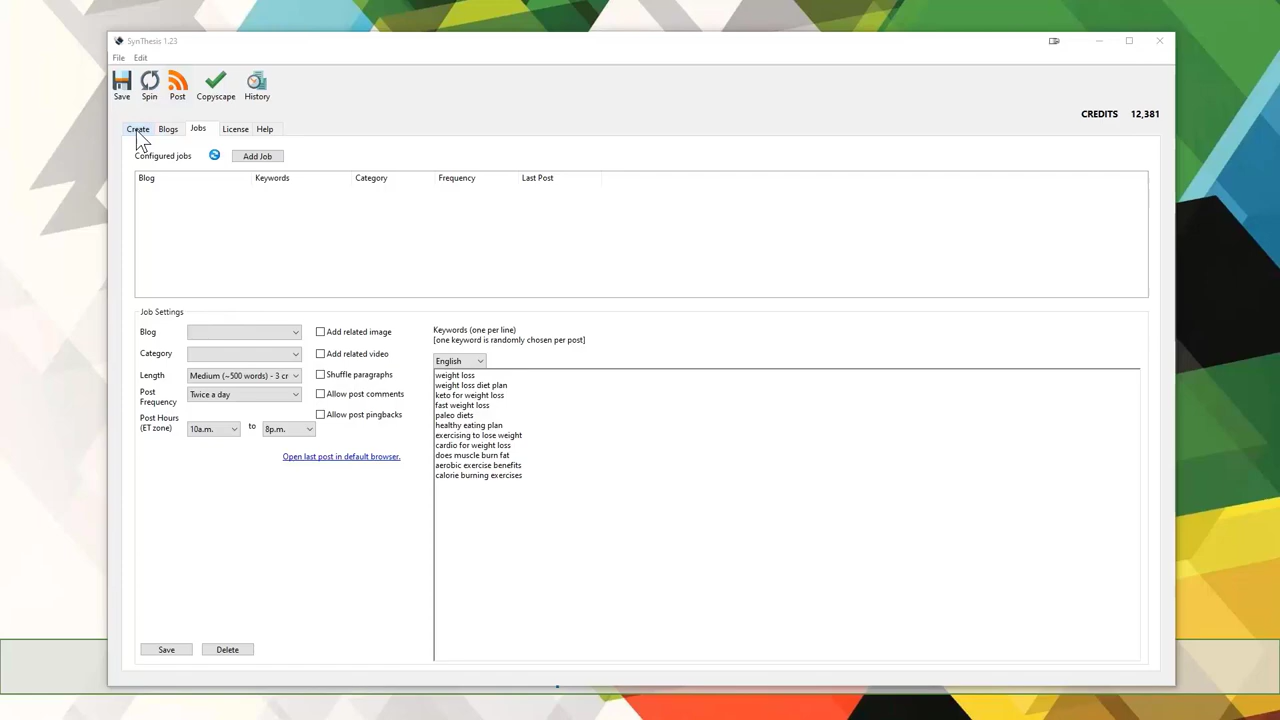 SynThesis 1.23
File Edit
Save Spin Post Copyscape History
CREDITS 12,381
Create Blogs Jobs License Help
Configured jobs Add Job
Blog Keywords Category Frequency Last Post
Job Settings
Blog Add related image
Category Add related video
Length Medium (~500 words) - 3 cr Shuffle paragraphs
Post Frequency Twice a day Allow post comments
Allow post pingbacks
Post Hours (ET zone) 10a.m. to 8p.m.
Open last post in default browser.
Keywords (one per line)
[one keyword is randomly chosen per post]
English
weight loss
weight loss diet plan
keto for weight loss
fast weight loss
paleo diets
healthy eating plan
exercising to lose weight
cardio for weight loss
does muscle burn fat
aerobic exercise benefits
calorie burning exercises
Save Delete